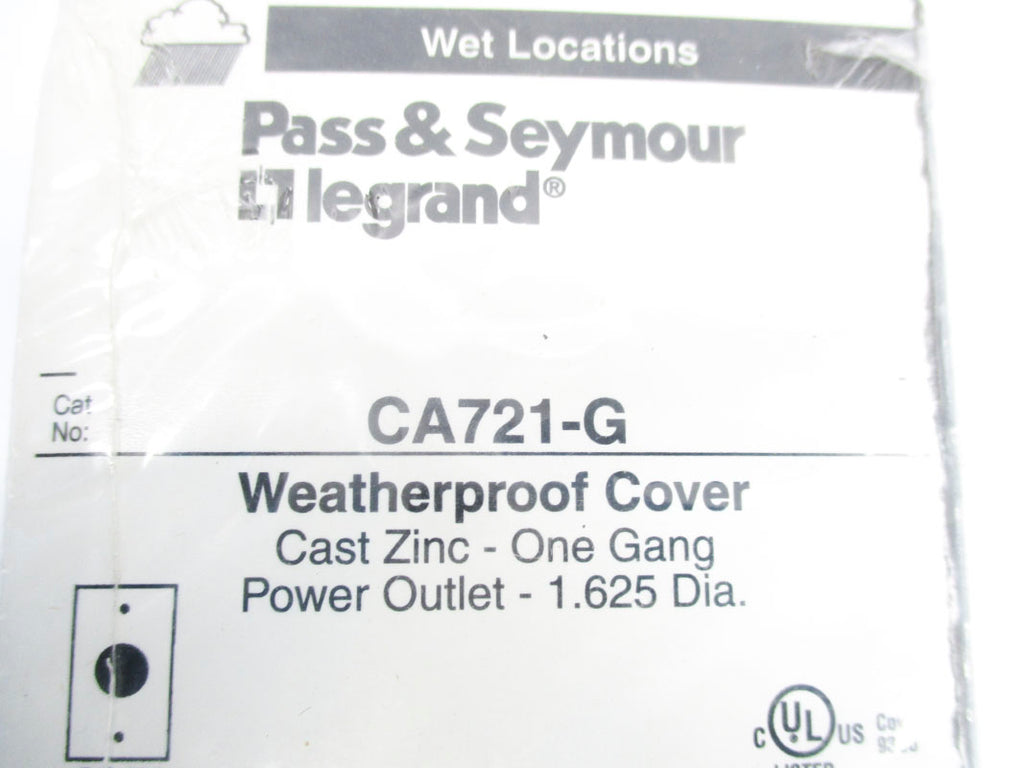 Wet Locations
Pass & Seymour
legrand®
Cat
No:
CA721-G
Weatherproof Cover
Cast Zinc - One Gang
Power Outlet - 1.625 Dia.
C UL US
LISTED